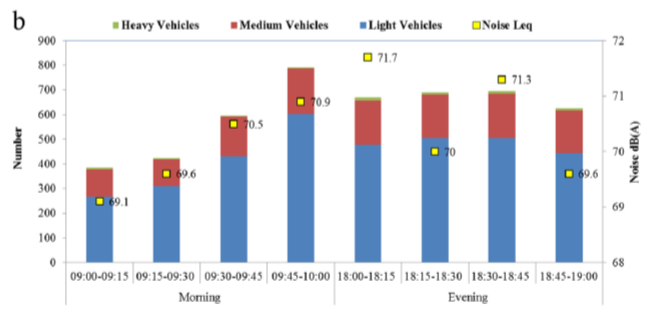 b
Heavy Vehicles Medium Vehicles Light Vehicles Noise Leq
900 72
800
700 71
600
500
400 70
300
200 69
100
0 68
Number
Noise dB(A)
69.1 69.6 70.5 70.9 71.7 70 71.3 69.6
09:00-09:15 09:15-09:30 09:30-09:45 09:45-10:00 18:00-18:15 18:15-18:30 18:30-18:45 18:45-19:00
Morning Evening